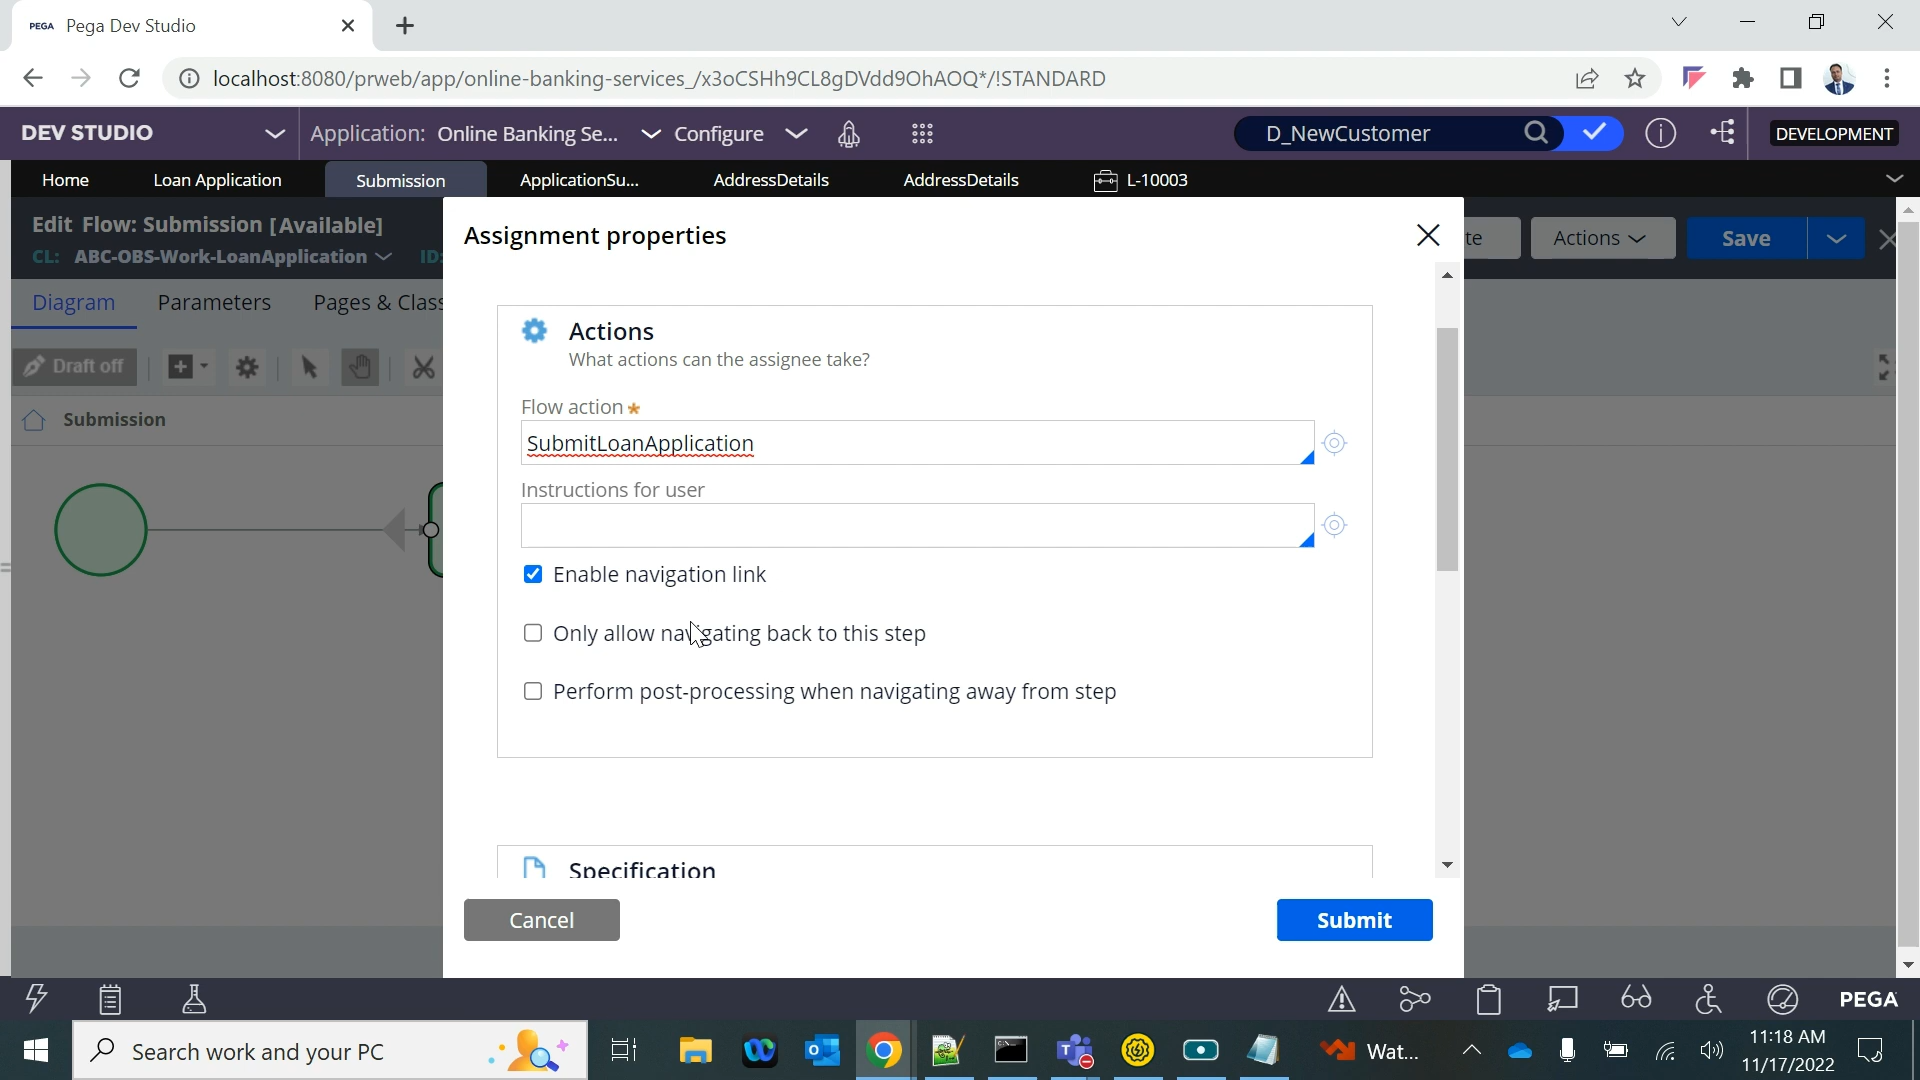 PEGA Pega Dev Studio
localhost:8080/prweb/app/online-banking-services_/x3oCSHh9CL8gDVdd9OhAOQ*/!STANDARD
DEV STUDIO Application: Online Banking Se... Configure D_NewCustomer DEVELOPMENT
Home Loan Application Submission ApplicationSu... AddressDetails AddressDetails L-10003
Edit Flow: Submission [Available] Assignment properties te Actions Save
CL: ABC-OBS-Work-LoanApplication ID:
Diagram Parameters Pages & Class
Actions
What actions can the assignee take?
Draft off
Flow action *
Submission SubmitLoanApplication
Instructions for user
Enable navigation link
Only allow navigating back to this step
Perform post-processing when navigating away from step
Specification
Cancel Submit
PEGA
Search work and your PC Wat... 11:18 AM
11/17/2022